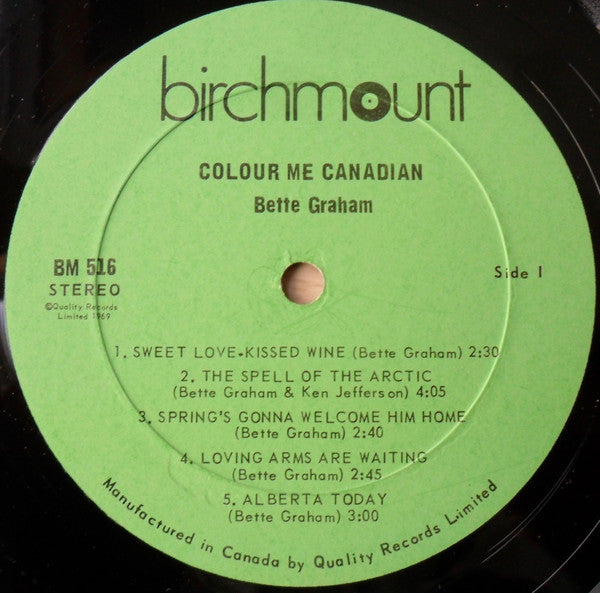 birchmount
COLOUR ME CANADIAN
Bette Graham
BM 516
STEREO
©Quality Records
Limited 1969
Side 1
1. SWEET LOVE-KISSED WINE (Bette Graham) 2:30
2. THE SPELL OF THE ARCTIC
(Bette Graham & Ken Jefferson) 4:05
3. SPRING'S GONNA WELCOME HIM HOME
(Bette Graham) 2:40
4. LOVING ARMS ARE WAITING
(Bette Graham) 2:45
5. ALBERTA TODAY
(Bette Graham) 3:00
Manufactured in Canada by Quality Records Limited